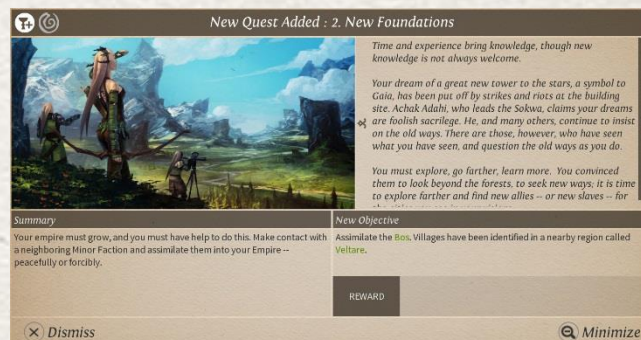 T+
New Quest Added : 2. New Foundations
Time and experience bring knowledge, though new
knowledge is not always welcome.
Your dream of a great new tower to the stars, a symbol to
Gaia, has been put off by strikes and riots at the building
site. Achak Adahi, who leads the Sokwa, claims your dreams
are foolish sacrilege. He, and many others, continue to insist
on the old ways. There are those, however, who have seen
what you have seen, and question the old ways as you do.
You must explore, go farther, learn more. You convinced
them to look beyond the forests, to seek new ways; it is time
to explore farther and find new allies -- or new slaves -- for
Summary
Your empire must grow, and you must have help to do this. Make contact with
a neighboring Minor Faction and assimilate them into your Empire --
peacefully or forcibly.
New Objective
Assimilate the Bos. Villages have been identified in a nearby region called
Veltare.
REWARD
Dismiss
Minimize